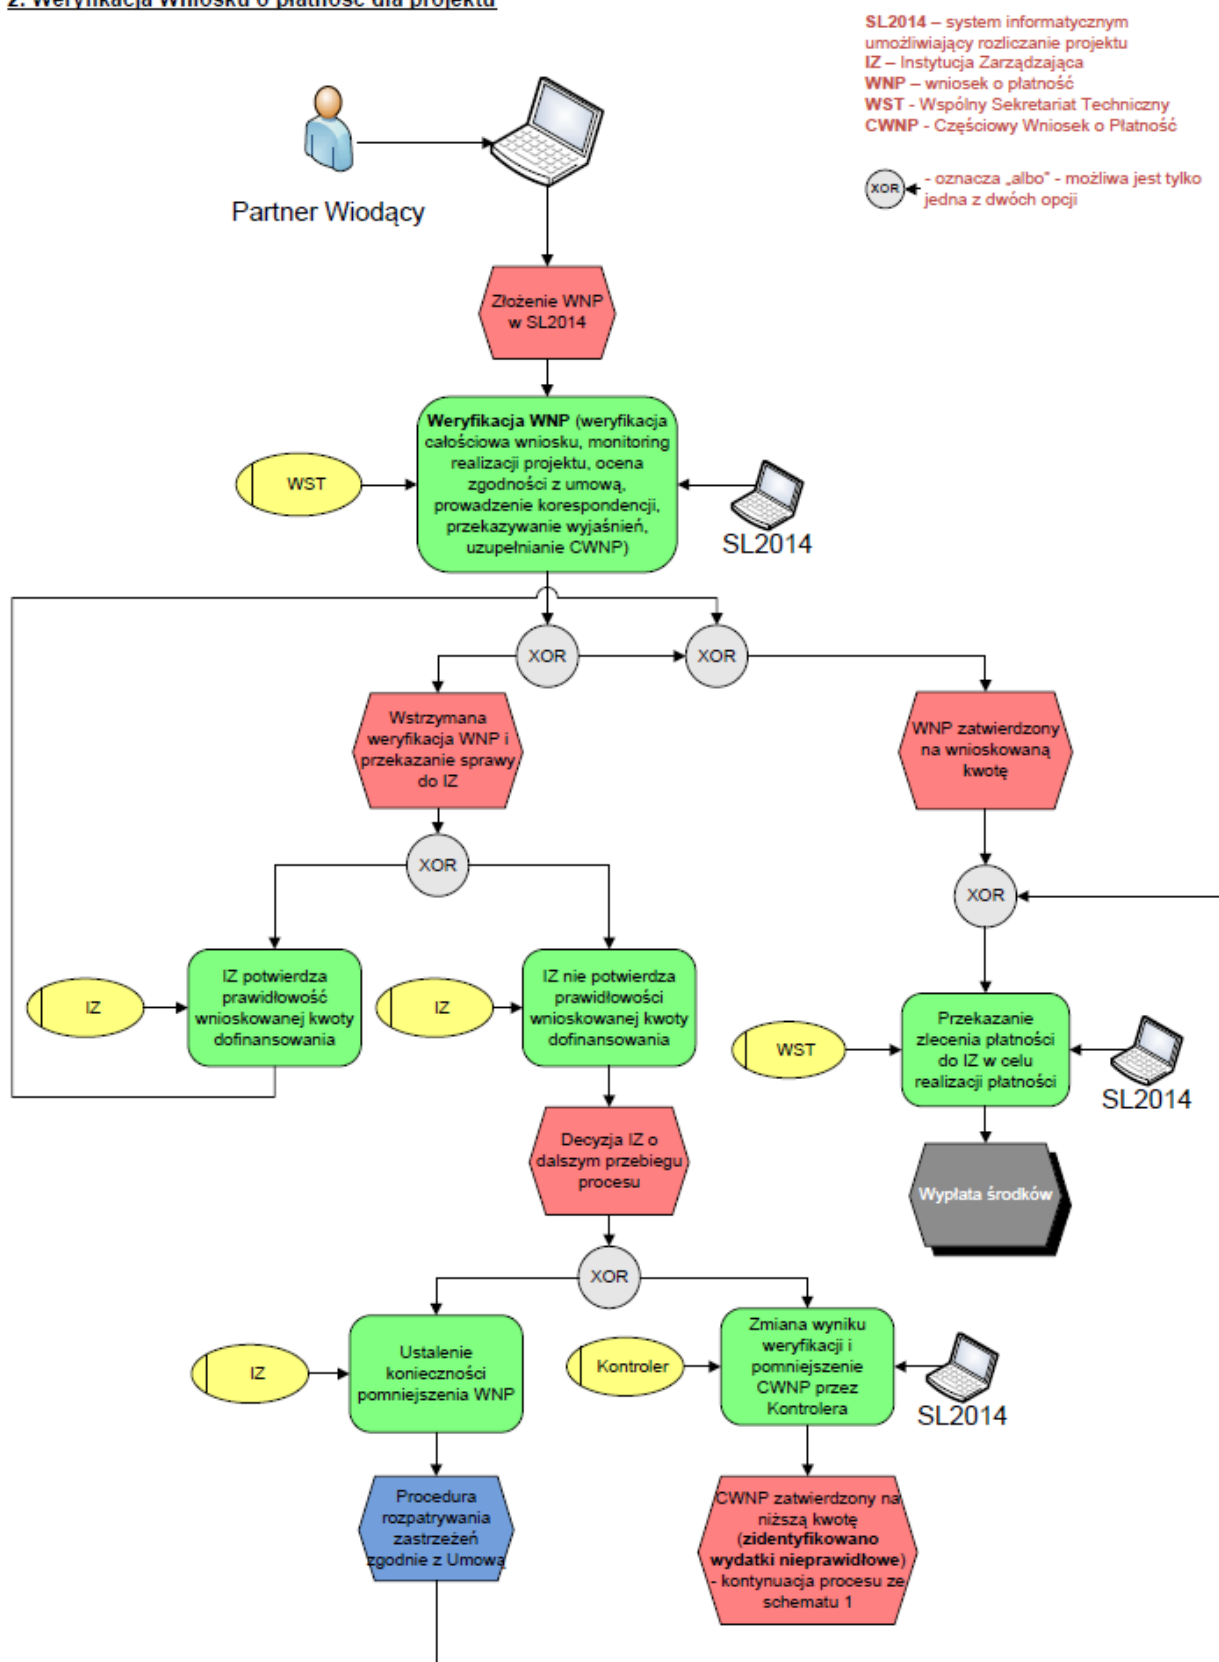 2. Weryfikacja Wniosku o płatność dla projektu
SL2014 – system informatycznym
umożliwiający rozliczanie projektu
IZ – Instytucja Zarządzająca
WNP – wniosek o płatność
WST - Wspólny Sekretariat Techniczny
CWNP - Częściowy Wniosek o Płatność
XOR
- oznacza „albo” - możliwa jest tylko
jedna z dwóch opcji
Partner Wiodący
Złożenie WNP
w SL2014
Weryfikacja WNP (weryfikacja
całościowa wniosku, monitoring
realizacji projektu, ocena
zgodności z umową,
prowadzenie korespondencji,
przekazywanie wyjaśnień,
uzupełnianie CWNP)
WST
SL2014
XOR
XOR
Wstrzymana
weryfikacja WNP i
przekazanie sprawy
do IZ
WNP zatwierdzony
na wnioskowaną
kwotę
XOR
XOR
IZ
IZ potwierdza
prawidłowość
wnioskowanej kwoty
dofinansowania
IZ
IZ nie potwierdza
prawidłowości
wnioskowanej kwoty
dofinansowania
WST
Przekazanie
zlecenia płatności
do IZ w celu
realizacji płatności
SL2014
Decyzja IZ o
dalszym przebiegu
procesu
Wypłata środków
XOR
IZ
Ustalenie
konieczności
pomniejszenia WNP
Kontroler
Zmiana wyniku
weryfikacji i
pomniejszenie
CWNP przez
Kontrolera
SL2014
Procedura
rozpatrywania
zastrzeżeń
zgodnie z Umową
CWNP zatwierdzony na
niższą kwotę
(zidentyfikowano
wydatki nieprawidłowe)
- kontynuacja procesu ze
schematu 1